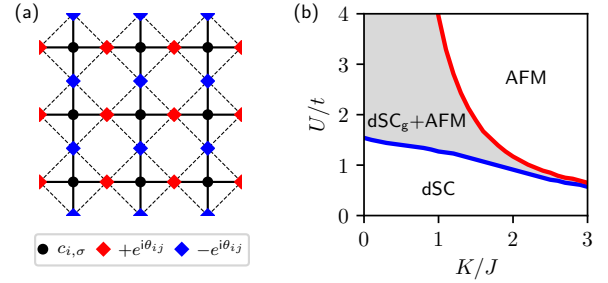 (a)
c_{i,σ} +e^{iθ_{ij}} −e^{iθ_{ij}}
(b)
4
3
2
1
0
U/t
AFM
dSC_g+AFM
dSC
0 1 2 3
K/J